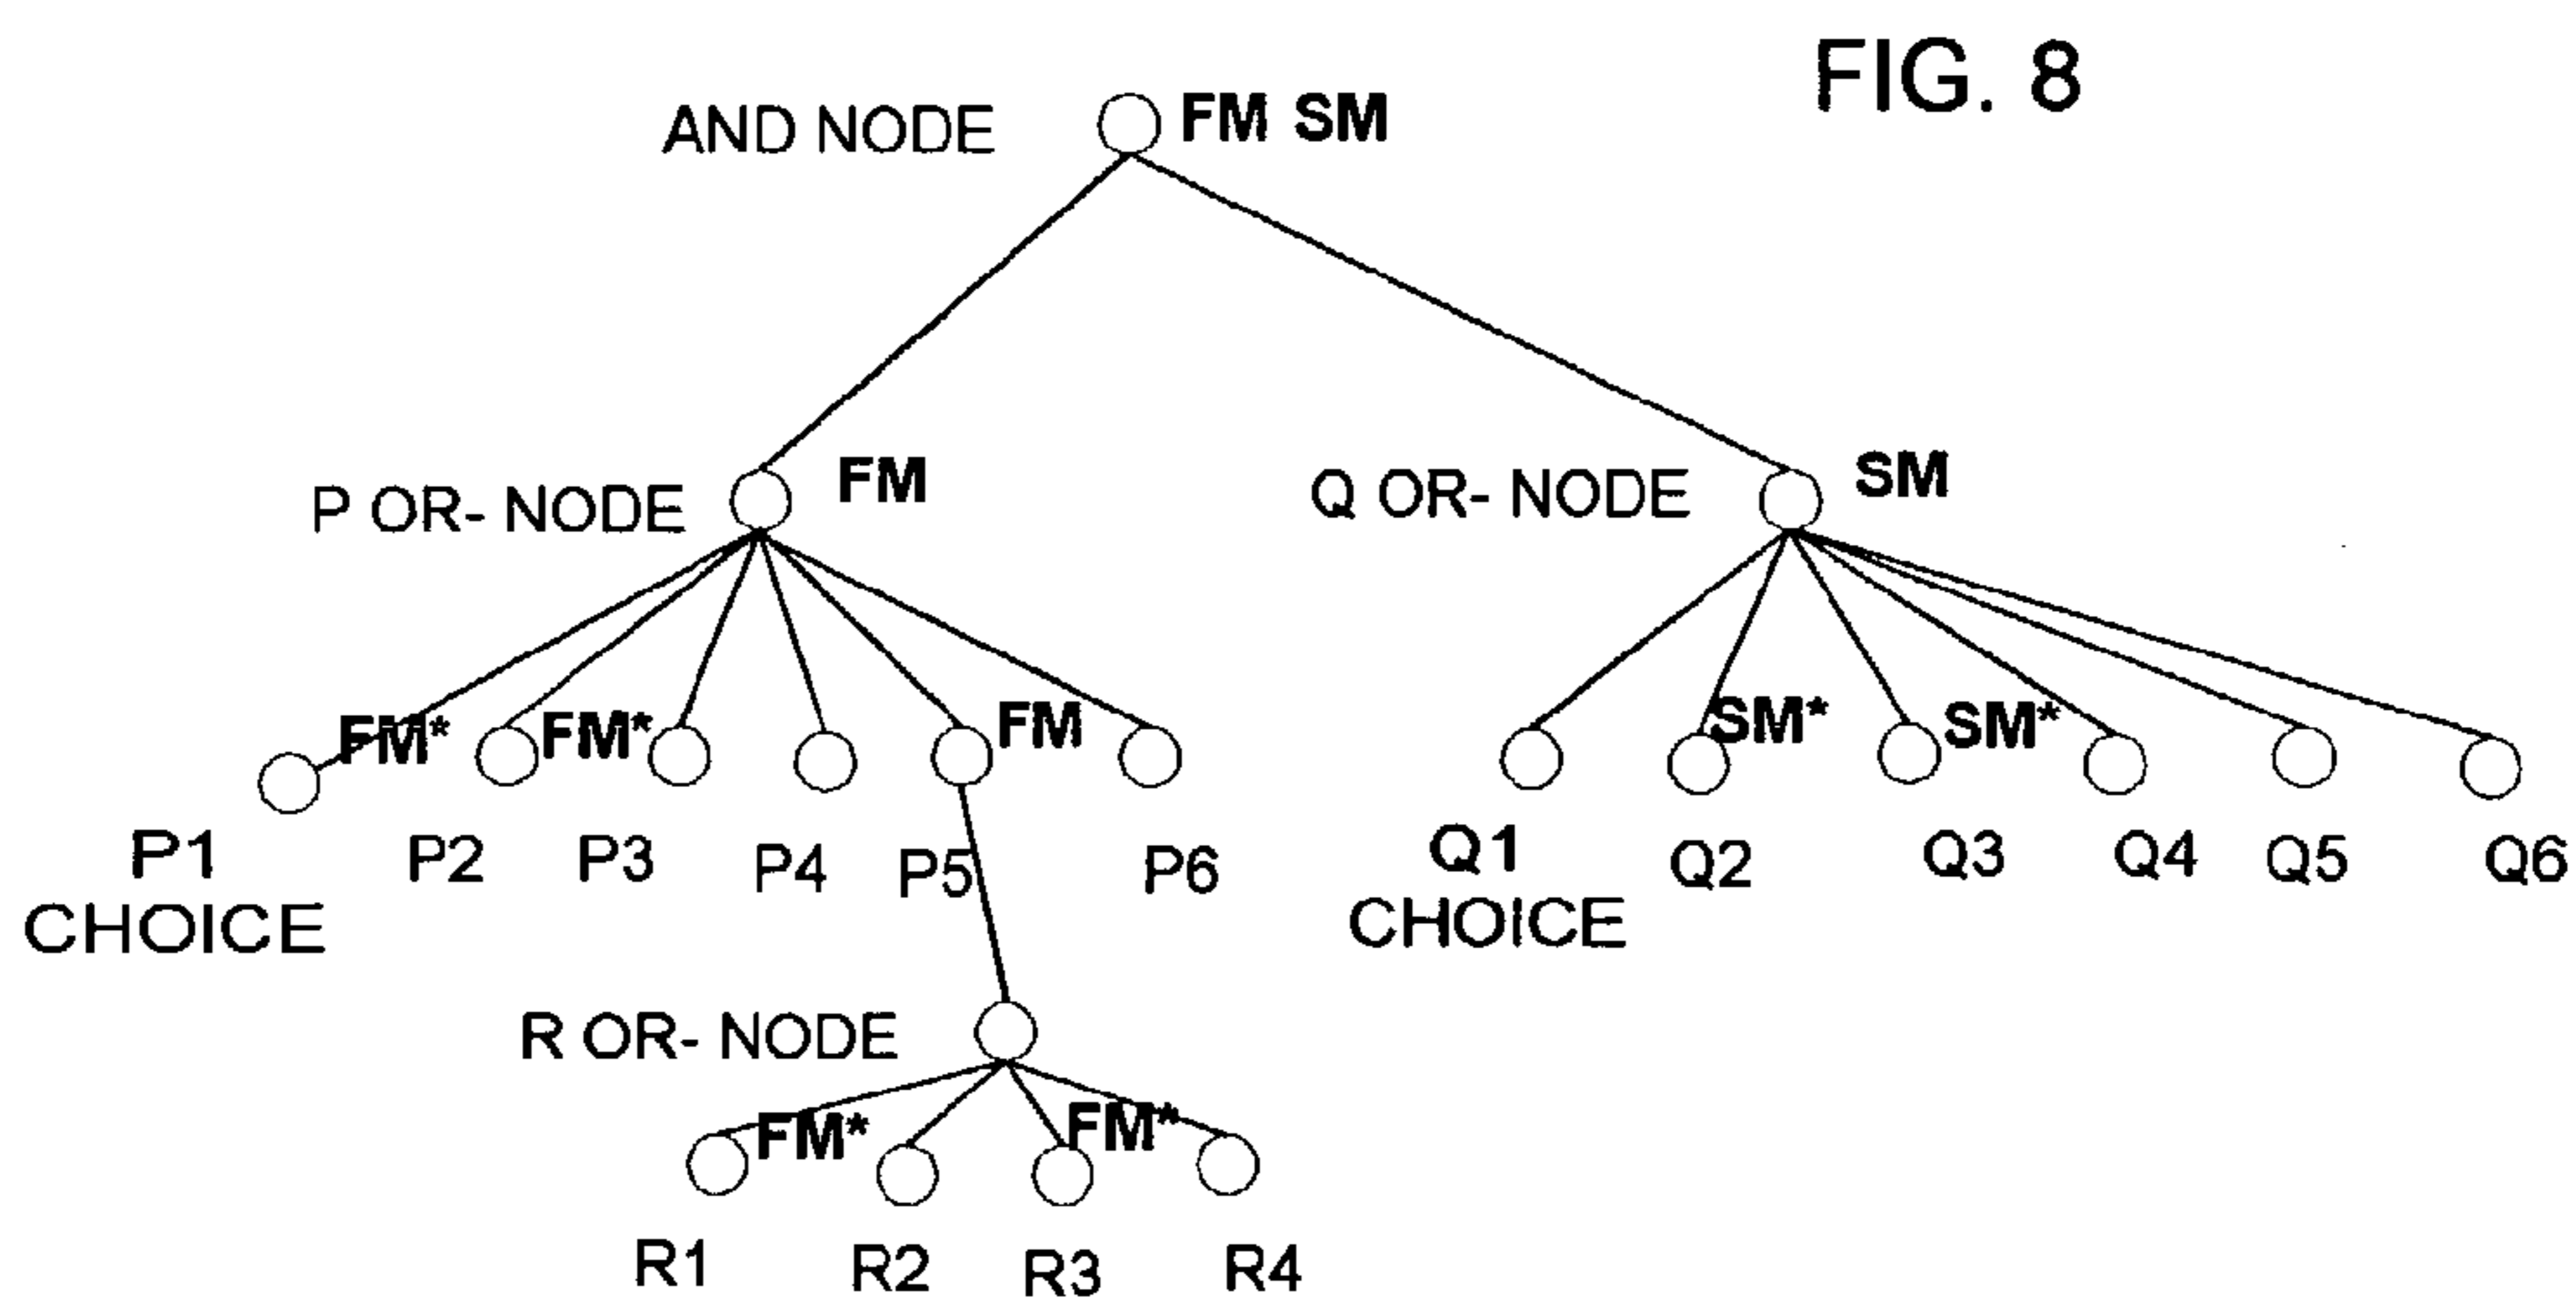 FIG. 8
AND NODE FM SM
P OR- NODE FM
Q OR- NODE SM
FM* FM* FM SM* SM*
P1 P2 P3 P4 P5 P6 Q1 Q2 Q3 Q4 Q5 Q6
CHOICE CHOICE
R OR- NODE
FM* FM*
R1 R2 R3 R4